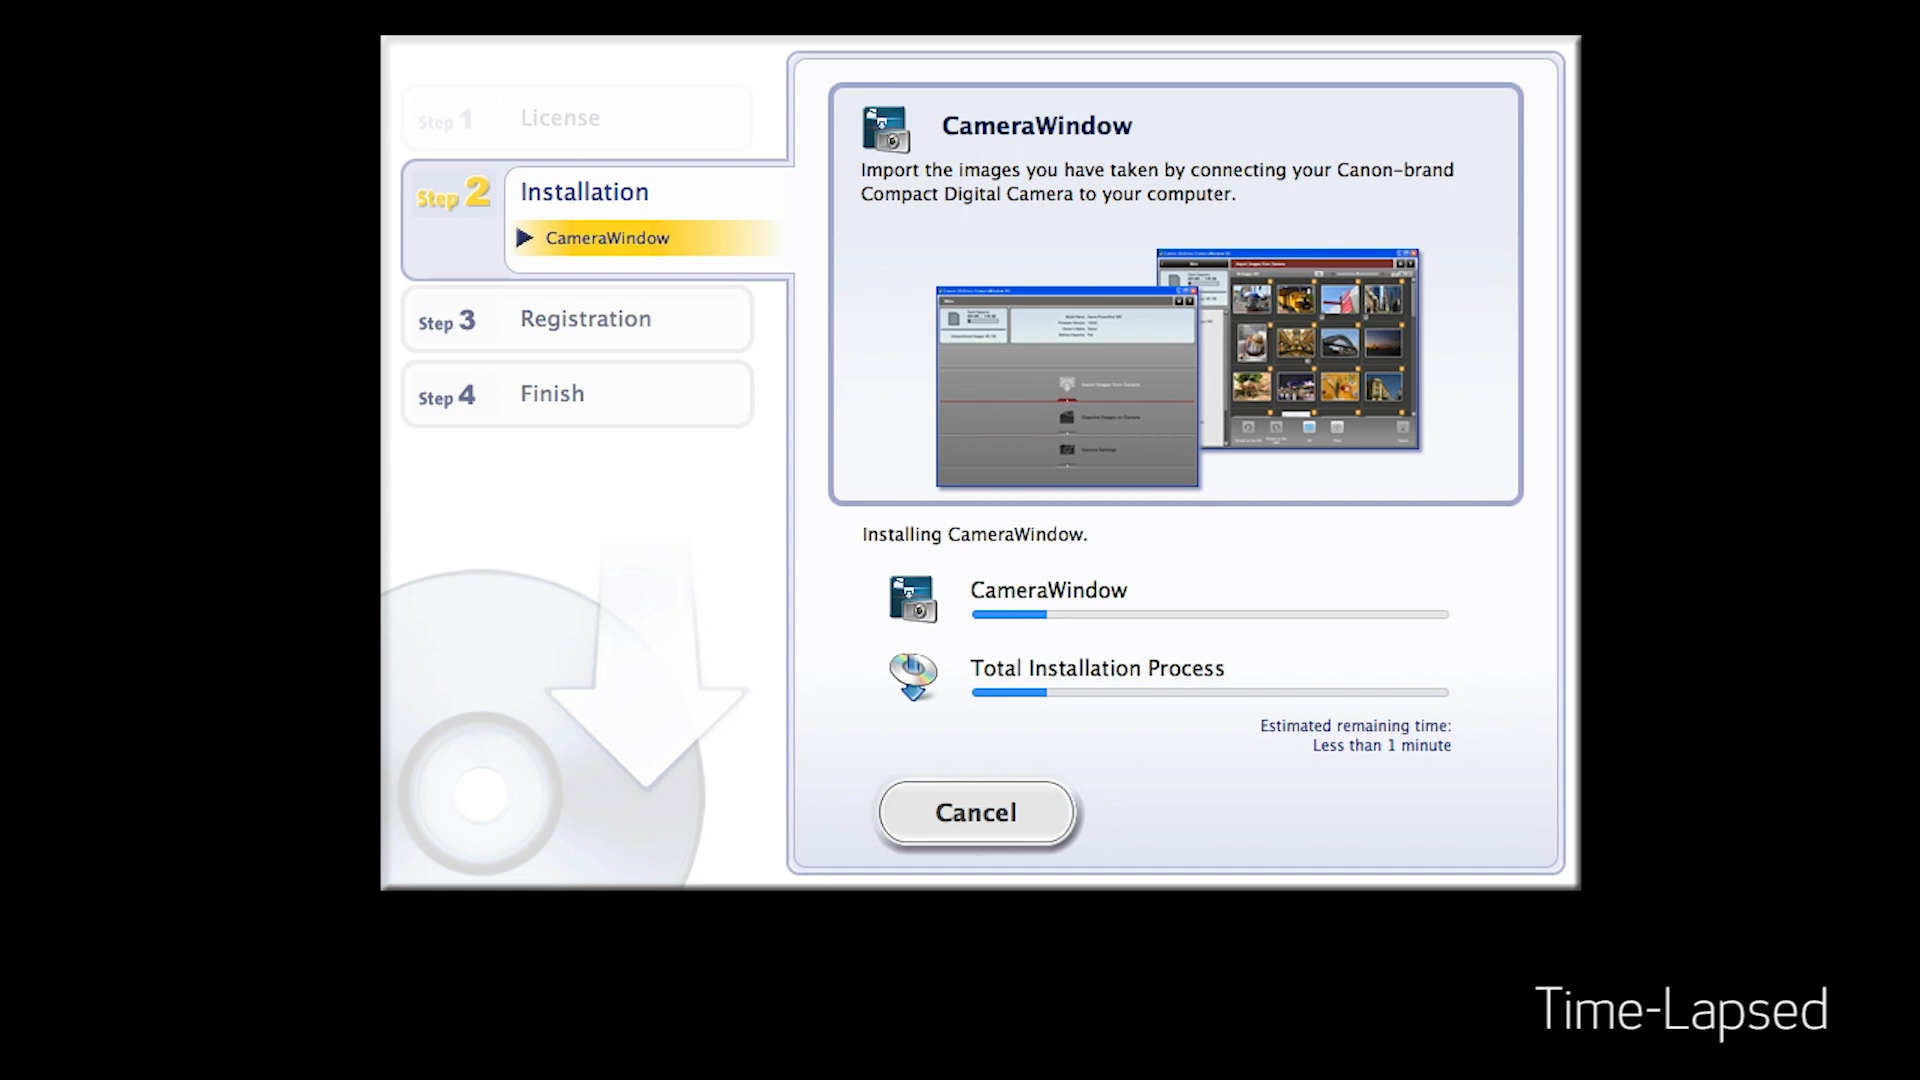 Step 1 License
Step 2 Installation
CameraWindow
Step 3 Registration
Step 4 Finish
CameraWindow
Import the images you have taken by connecting your Canon-brand
Compact Digital Camera to your computer.
Installing CameraWindow.
CameraWindow
Total Installation Process
Estimated remaining time:
Less than 1 minute
Cancel
Time-Lapsed